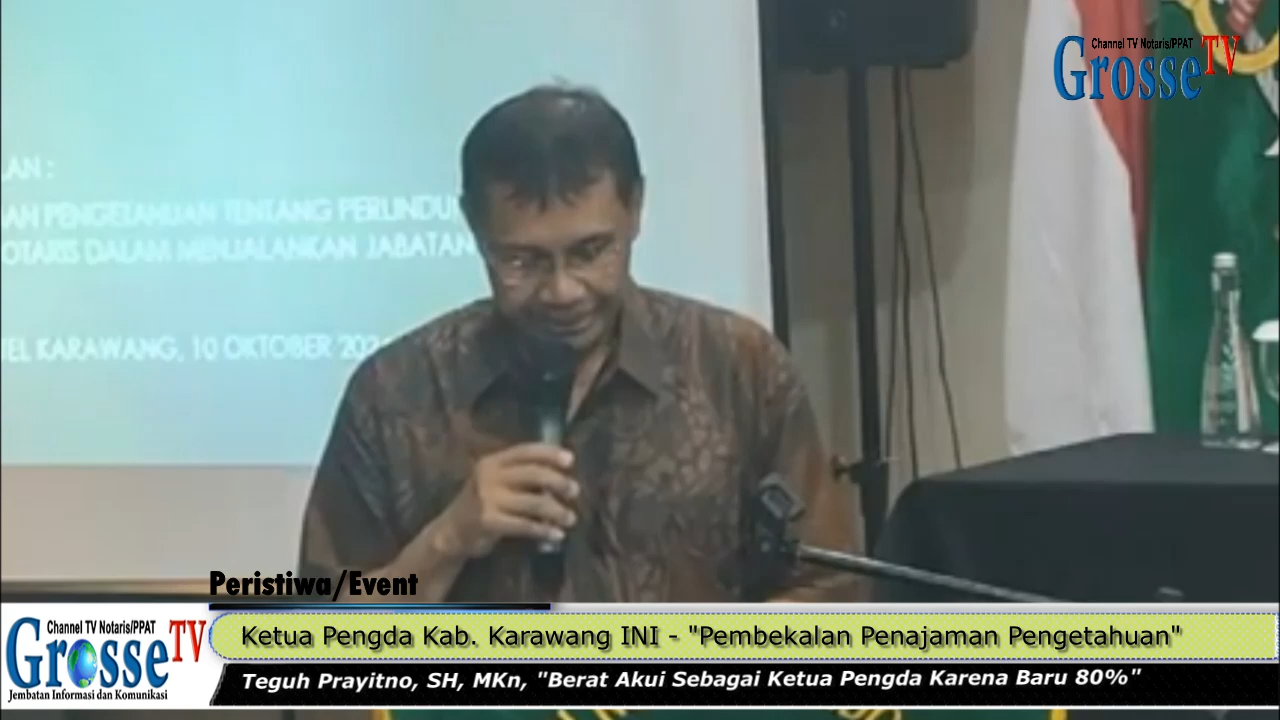 Channel TV Notaris/PPAT
Grosse TV
LAN :
AH PENGETAHUAN TENTANG PERLINDU
OTARIS DALAM MENJALANKAN JABATAN
TEL KARAWANG, 10 OKTOBER 202
Peristiwa/Event
Channel TV Notaris/PPAT
Grosse TV
Jembatan Informasi dan Komunikasi
Ketua Pengda Kab. Karawang INI - "Pembekalan Penajaman Pengetahuan"
Teguh Prayitno, SH, MKn, "Berat Akui Sebagai Ketua Pengda Karena Baru 80%"